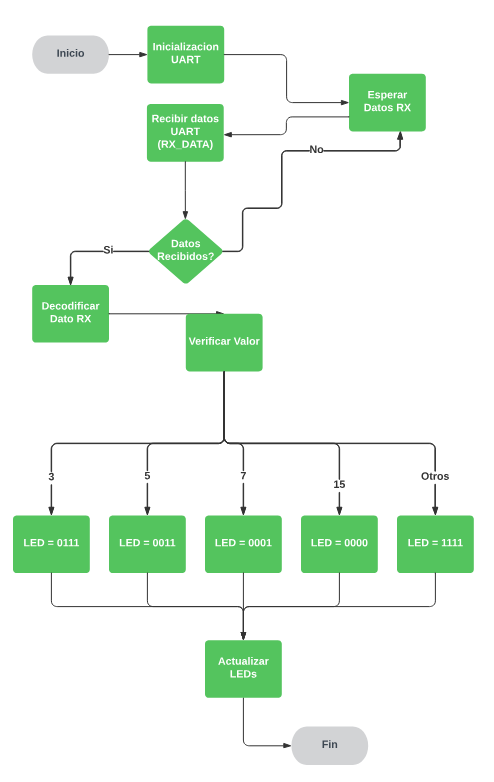 Inicio
Inicializacion
UART
Esperar
Datos RX
Recibir datos
UART
(RX_DATA)
No
Datos
Recibidos?
Si
Decodificar
Dato RX
Verificar Valor
3
5
7
15
Otros
LED = 0111
LED = 0011
LED = 0001
LED = 0000
LED = 1111
Actualizar
LEDs
Fin